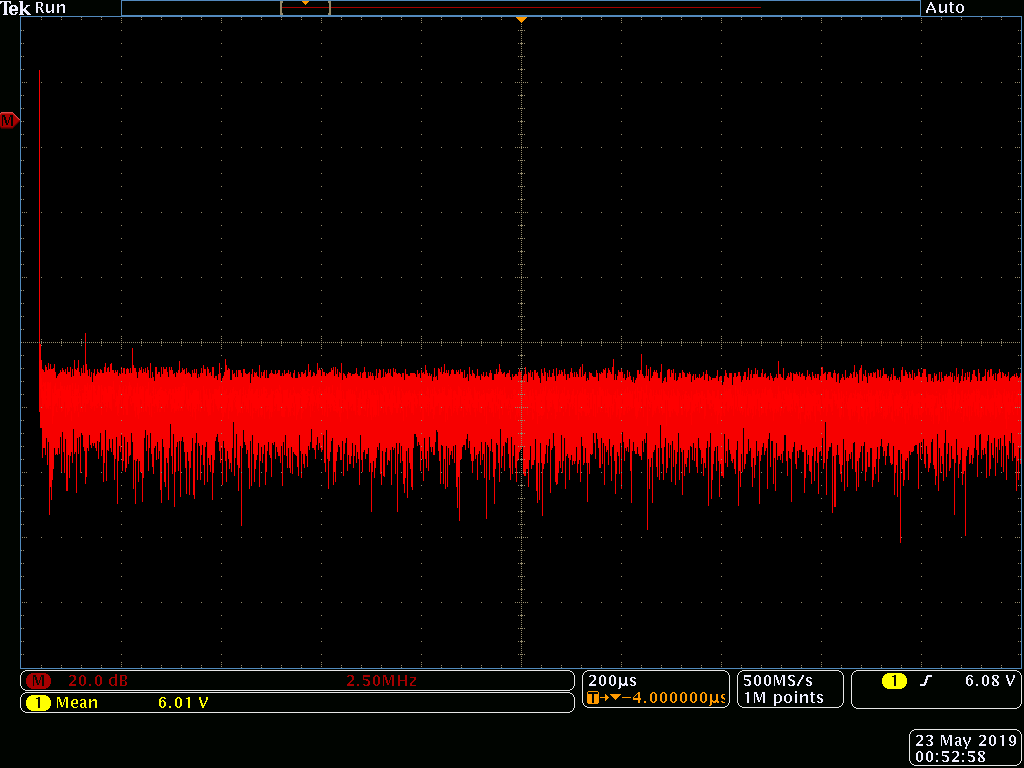 Tek Run
Auto
M
M 20.0 dB 2.50MHz
1 Mean 6.01 V
200µs
T→▼−4.000000µs
500MS/s
1M points
1 6.08 V
23 May 2019
00:52:58